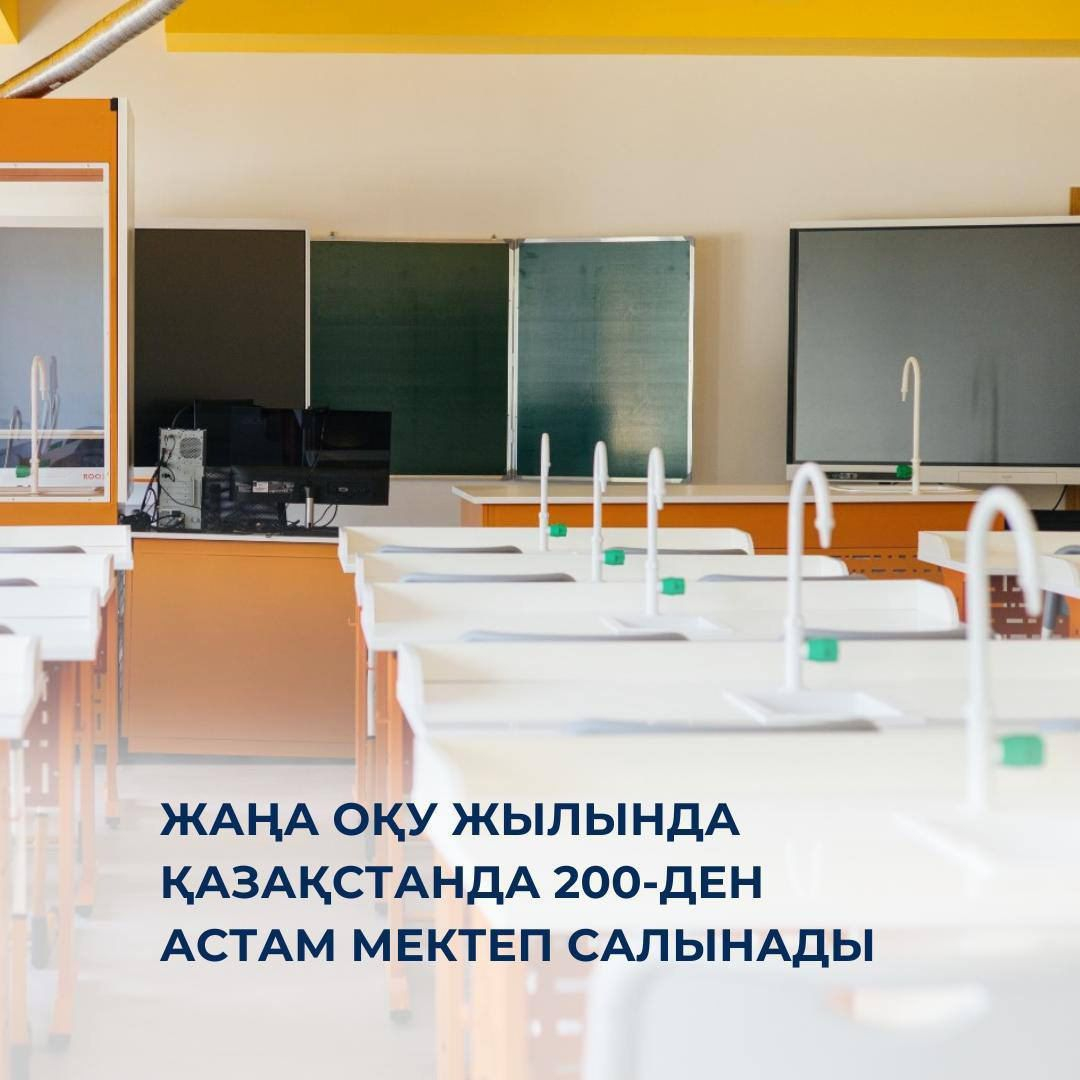 ЖАҢА ОҚУ ЖЫЛЫНДА
ҚАЗАҚСТАНДА 200-ДЕН
АСТАМ МЕКТЕП САЛЫНАДЫ